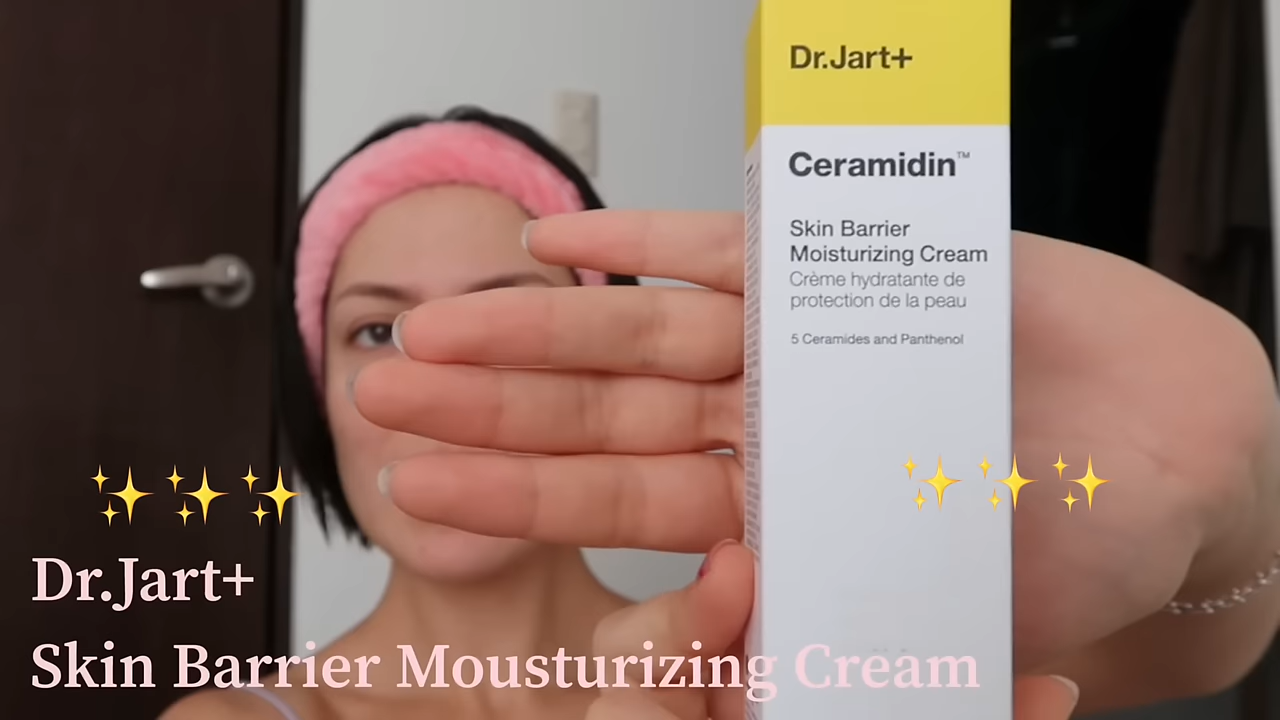 Dr.Jart+
Ceramidin™
Skin Barrier
Moisturizing Cream
Crème hydratante de
protection de la peau
5 Ceramides and Panthenol
Dr.Jart+
Skin Barrier Mousturizing Cream